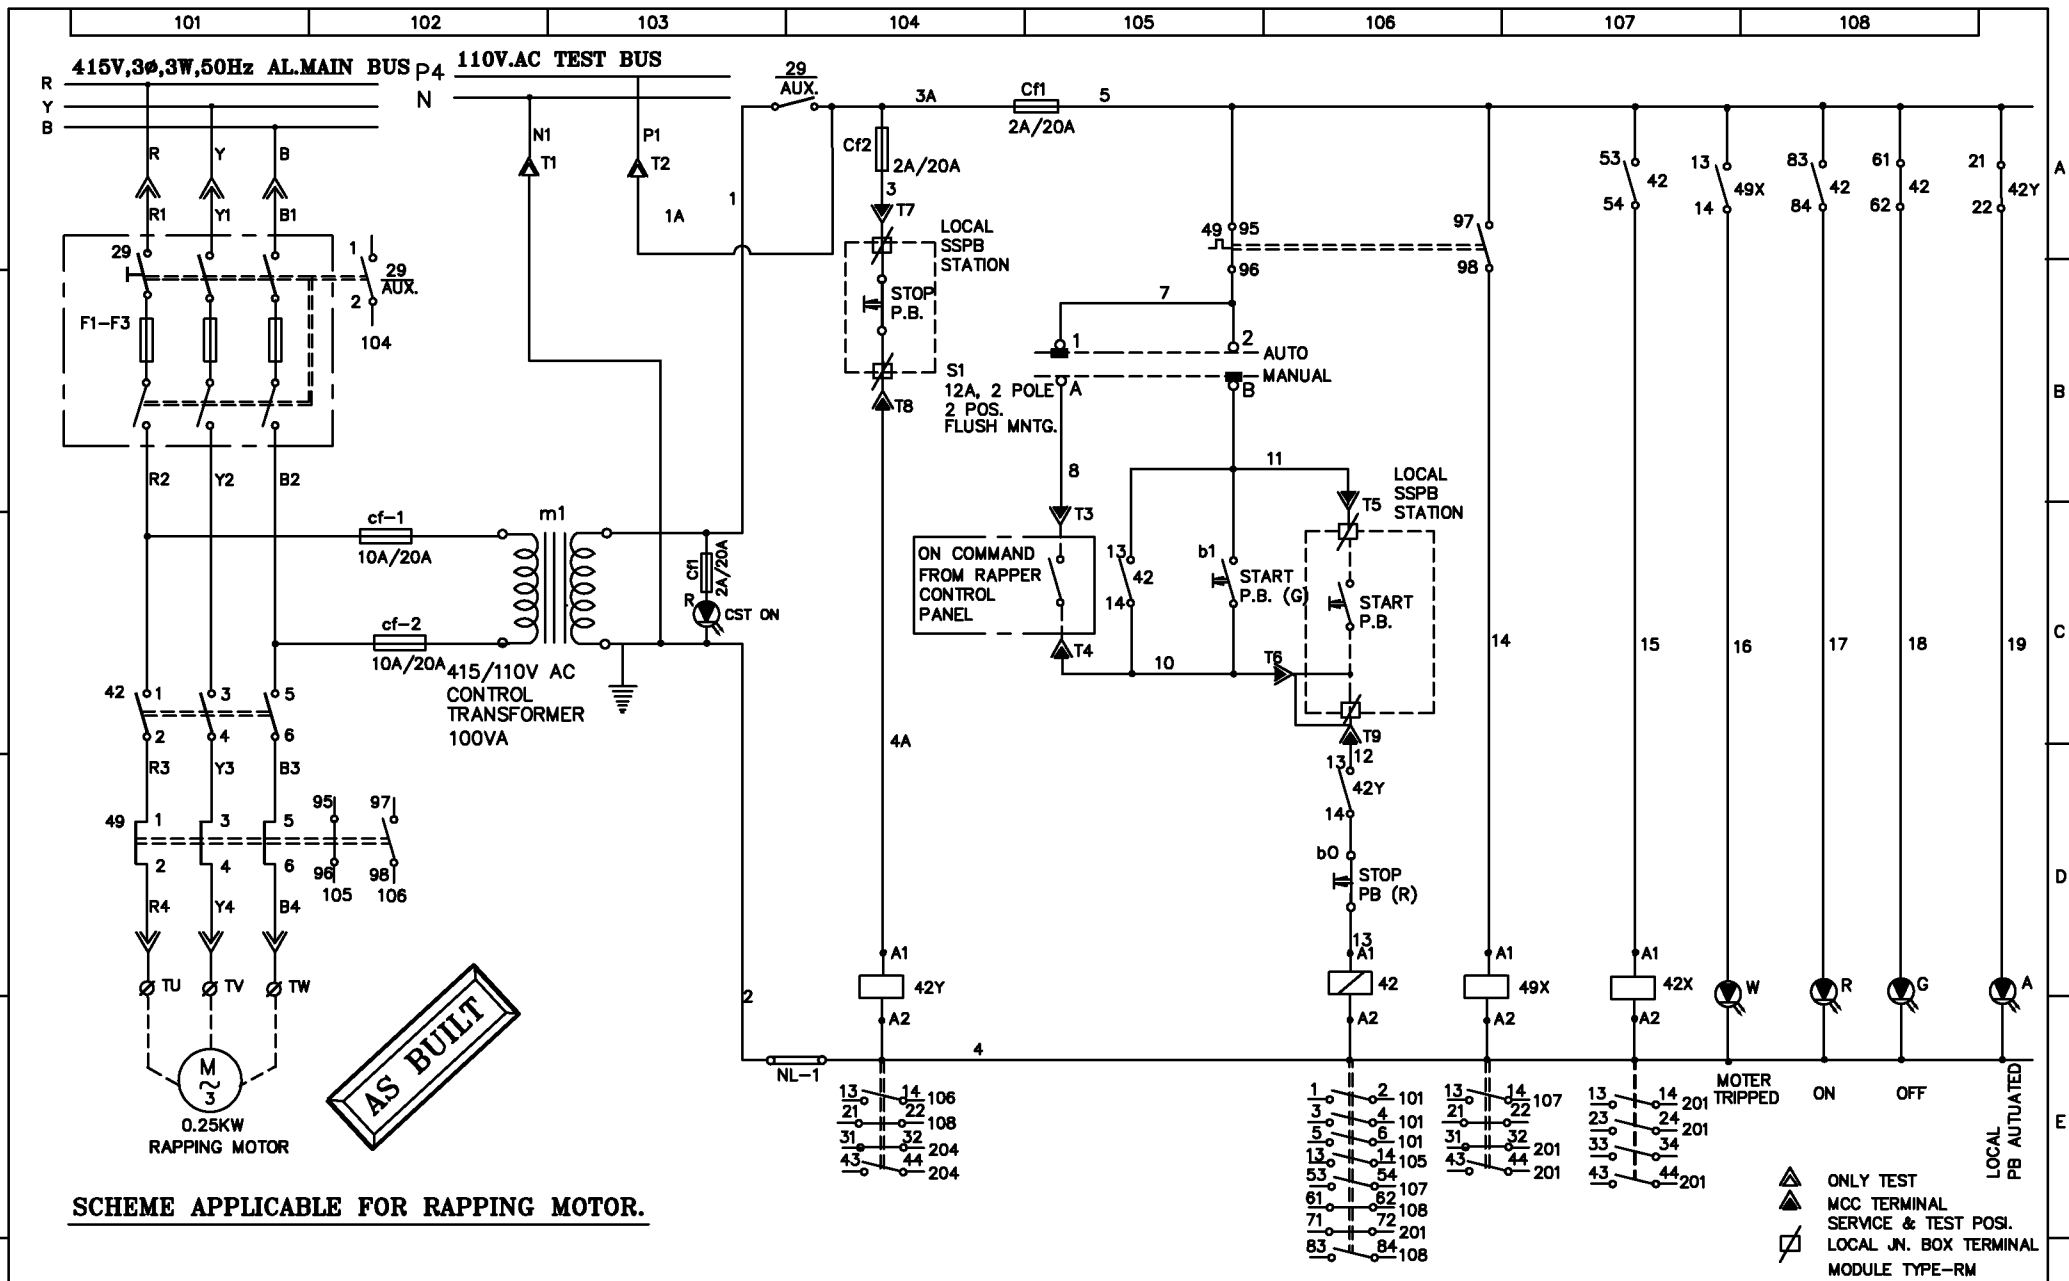 101 102 103 104 105 106 107 108
415V,3ø,3W,50Hz AL.MAIN BUS
P4 110V.AC TEST BUS
R
Y
B
N
29
AUX.
3A
Cf1
5
2A/20A
R Y B
N1
T1
P1
T2
Cf2
2A/20A
3
T7
R1 Y1 B1
1
1A
LOCAL
SSPB
STATION
STOP
P.B.
S1
T8
12A, 2 POLE
2 POS.
FLUSH MNTG.
29
1
2
29
AUX.
104
F1-F3
49 95
96
97
98
7
1
2
AUTO
MANUAL
A
B
53
54
42
13
14
49X
83
84
42
61
62
42
21
22
42Y
A
B
C
D
E
R2 Y2 B2
cf-1
10A/20A
cf-2
10A/20A
m1
415/110V AC
CONTROL
TRANSFORMER
100VA
Cf1
2A/20A
R
CST ON
8
T3
ON COMMAND
FROM RAPPER
CONTROL
PANEL
T4
13
14
42
b1
START
P.B. (G)
10
11
LOCAL
SSPB
STATION
T5
START
P.B.
T6
T9
12
13
14
42Y
b0
STOP
PB (R)
13
14
15
16
17
18
19
42 1 3 5
2 4 6
R3 Y3 B3
49 1 3 5
2 4 6
95
96
105
97
98
106
R4 Y4 B4
TU TV TW
M
~
3
0.25KW
RAPPING MOTOR
AS BUILT
4A
2
NL-1
4
A1
42Y
A2
A1
42
A2
A1
49X
A2
A1
42X
A2
W
R
G
A
MOTER
TRIPPED
ON
OFF
LOCAL
PB AUTUATED
13 14 106
21 22 108
31 32 204
43 44 204
1 2 101
3 4 101
5 6 101
13 14 105
53 54 107
61 62 108
71 72 201
83 84 108
13 14 107
21 22
31 32 201
43 44 201
13 14 201
23 24 201
33 34
43 44 201
ONLY TEST
MCC TERMINAL
SERVICE & TEST POSI.
LOCAL JN. BOX TERMINAL
MODULE TYPE-RM
SCHEME APPLICABLE FOR RAPPING MOTOR.